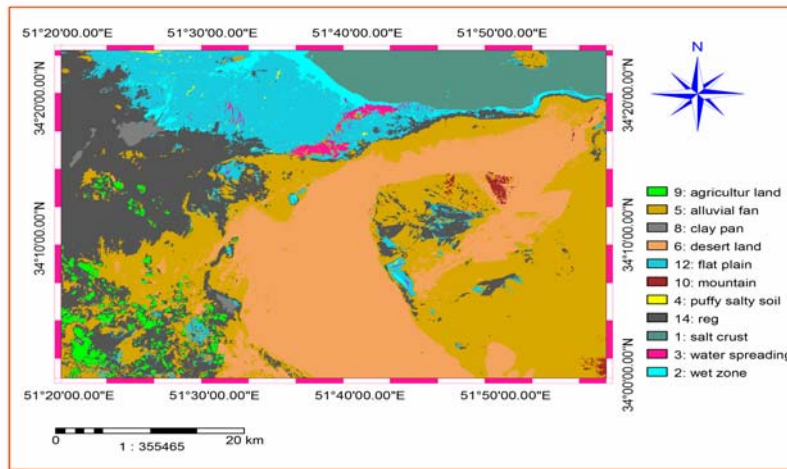 51°20'00.00"E 51°30'00.00"E 51°40'00.00"E 51°50'00.00"E
N
34°20'00.00"N
34°20'00.00"N
34°10'00.00"N
34°10'00.00"N
34°00'00.00"N
9: agricultur land
5: alluvial fan
8: clay pan
6: desert land
12: flat plain
10: mountain
4: puffy salty soil
14: reg
1: salt crust
3: water spreading
2: wet zone
51°20'00.00"E 51°30'00.00"E 51°40'00.00"E 51°50'00.00"E
0 20 km
1 : 355465